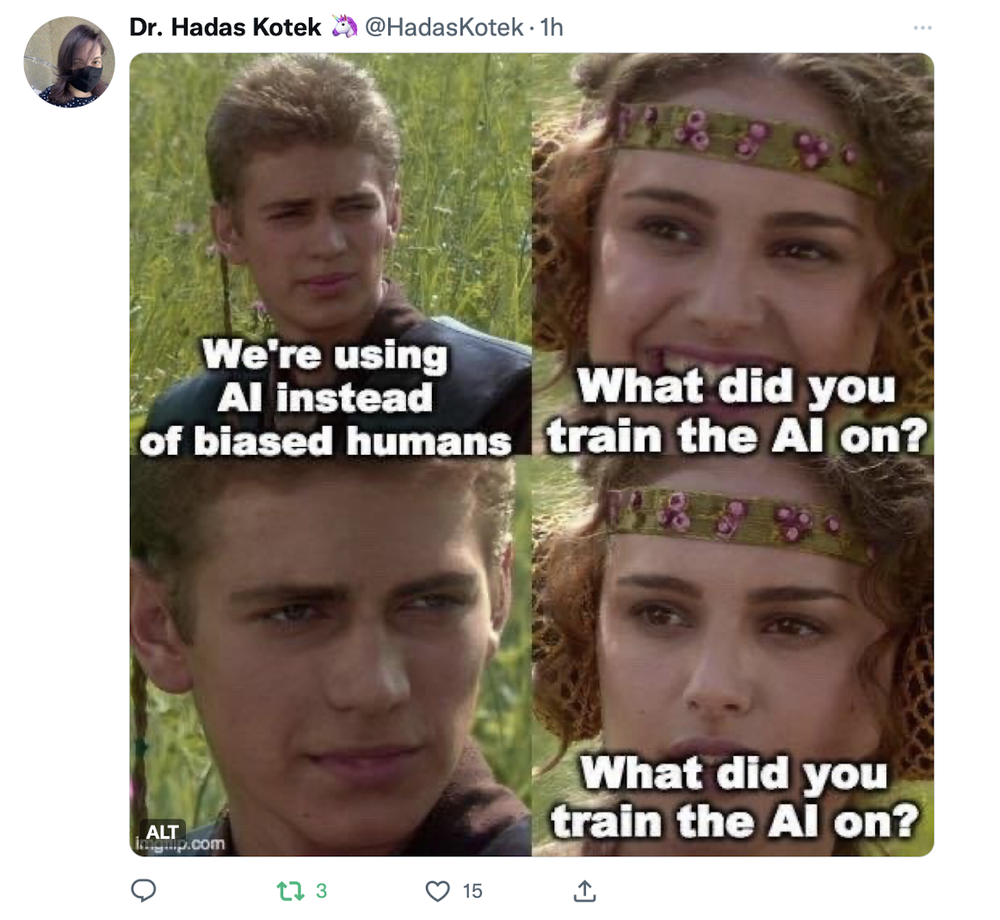 Dr. Hadas Kotek 🦄 @HadasKotek · 1h
We're using
AI instead
of biased humans
What did you
train the AI on?
What did you
train the AI on?
ALT
3
15